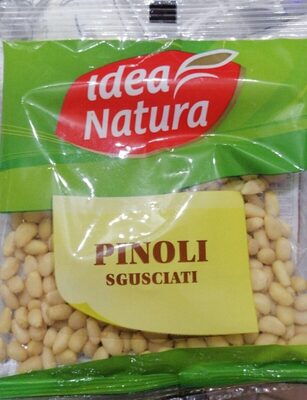 idea
Natura
PINOLI
SGUSCIATI